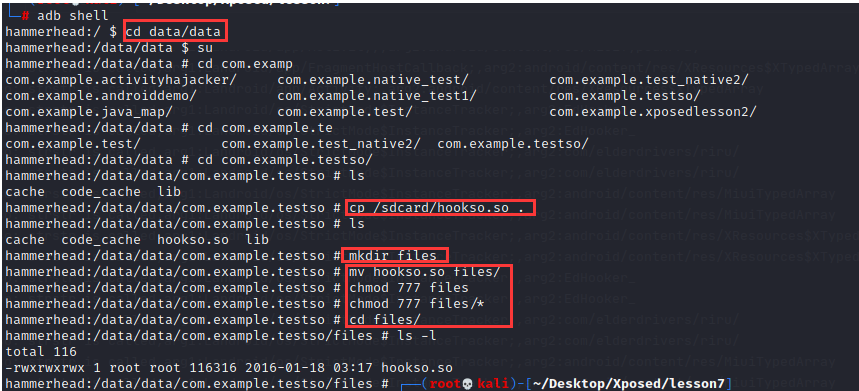 (root💀kali)-[~/Desktop/Xposed/lesson7]
└─# adb shell
hammerhead:/ $ cd data/data
hammerhead:/data/data $ su
hammerhead:/data/data # cd com.examp
com.example.activityhajacker/ com.example.native_test/ com.example.test_native2/
com.example.androiddemo/ com.example.native_test1/ com.example.testso/
com.example.java_map/ com.example.test/ com.example.xposedlesson2/
hammerhead:/data/data # cd com.example.te
com.example.test/ com.example.test_native2/ com.example.testso/
hammerhead:/data/data # cd com.example.testso/
hammerhead:/data/data/com.example.testso # ls
cache code_cache lib
hammerhead:/data/data/com.example.testso # cp /sdcard/hookso.so .
hammerhead:/data/data/com.example.testso # ls
cache code_cache hookso.so lib
hammerhead:/data/data/com.example.testso # mkdir files
hammerhead:/data/data/com.example.testso # mv hookso.so files/
hammerhead:/data/data/com.example.testso # chmod 777 files
hammerhead:/data/data/com.example.testso # chmod 777 files/*
hammerhead:/data/data/com.example.testso # cd files/
hammerhead:/data/data/com.example.testso/files # ls -l
total 116
-rwxrwxrwx 1 root root 116316 2016-01-18 03:17 hookso.so
hammerhead:/data/data/com.example.testso/files # ┌──(root💀kali)-[~/Desktop/Xposed/lesson7]